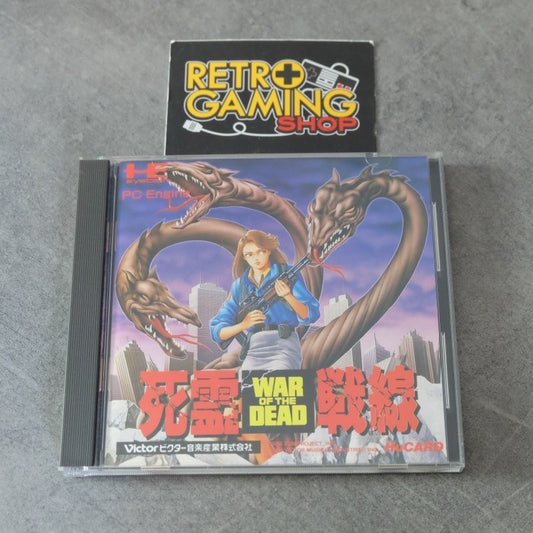 RETRO
GAMING
SHOP
HE
SYSTEM
PC Engine
死霊 WAR OF THE DEAD 戦線
Victor ビクター音楽産業株式会社
HuCARD